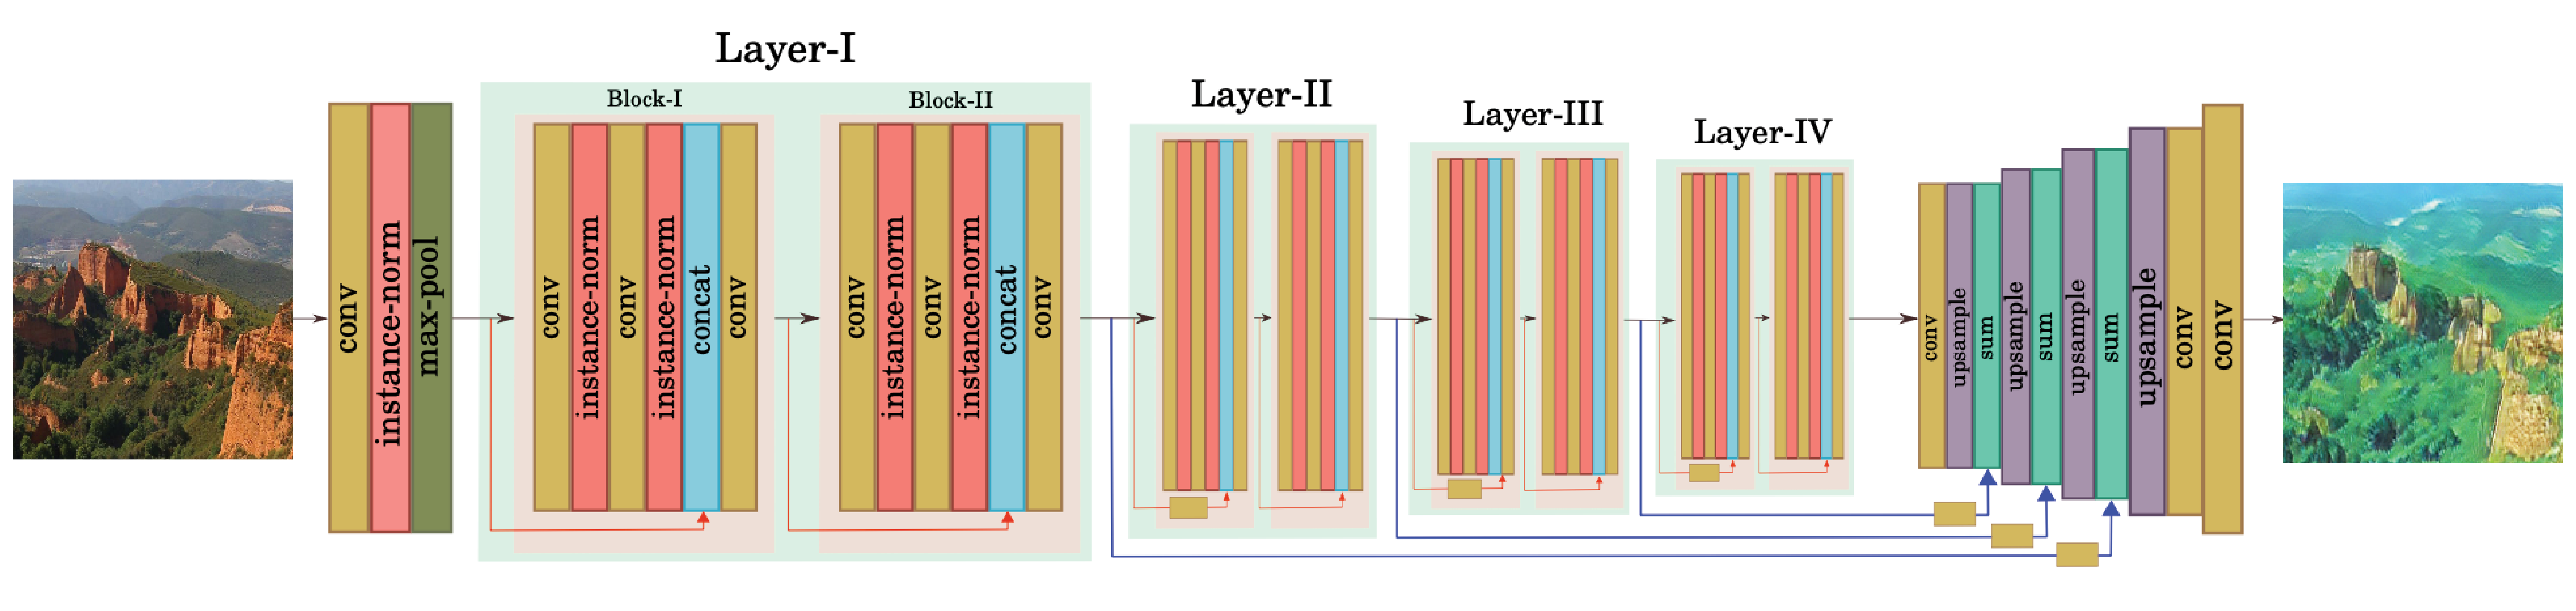 Layer-I
Layer-II
Layer-III
Layer-IV
Block-I
Block-II
conv
instance-norm
max-pool
conv
instance-norm
conv
instance-norm
concat
conv
conv
instance-norm
conv
instance-norm
concat
conv
conv
upsample
sum
upsample
sum
upsample
sum
upsample
conv
conv